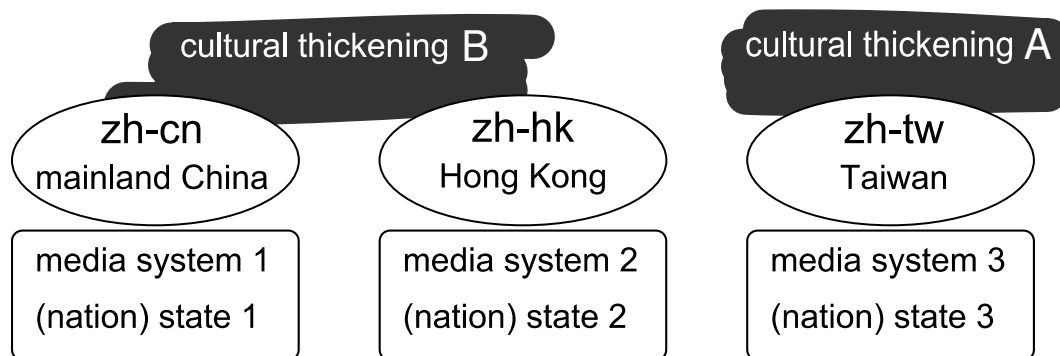 cultural thickening B
cultural thickening A
zh-cn
mainland China
zh-hk
Hong Kong
zh-tw
Taiwan
media system 1
(nation) state 1
media system 2
(nation) state 2
media system 3
(nation) state 3